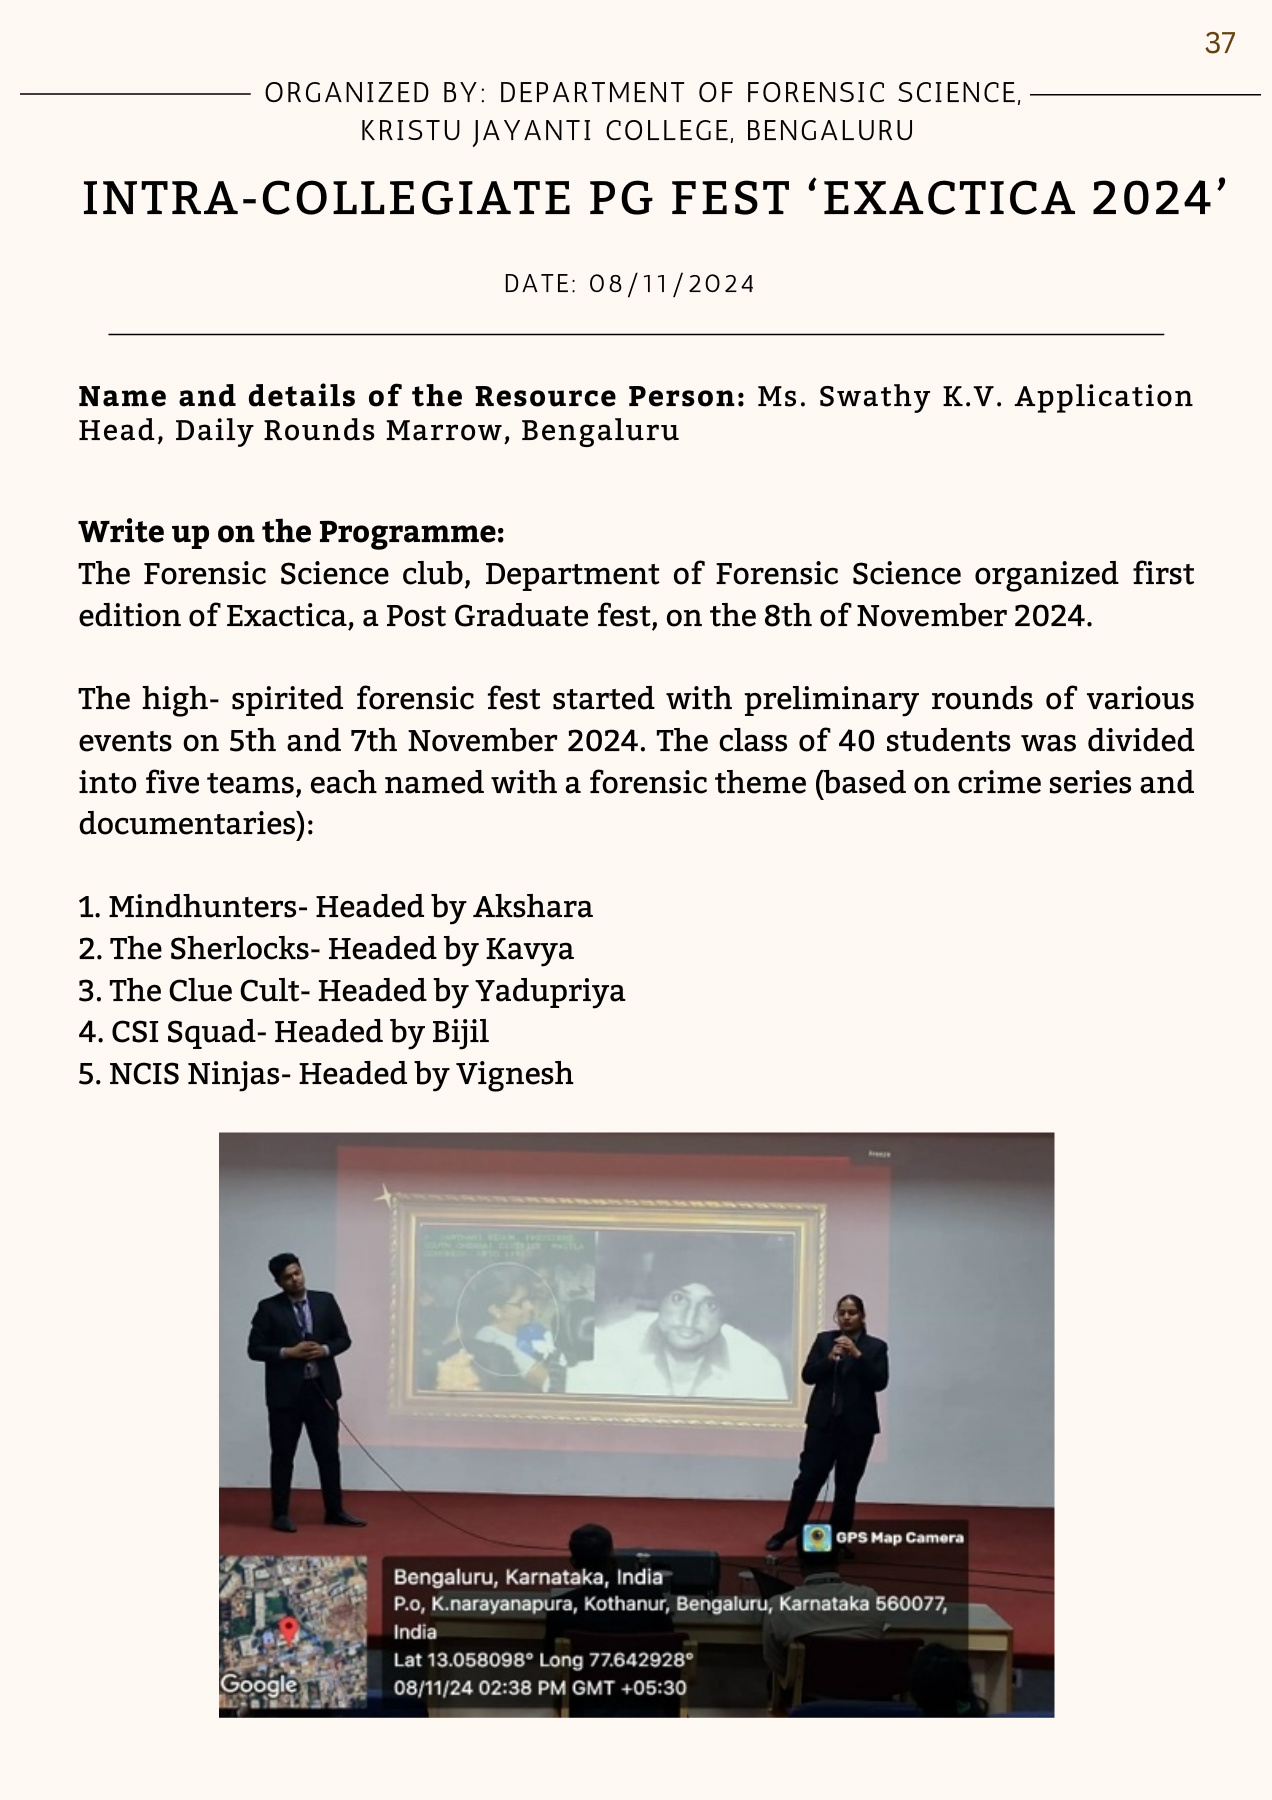 37
ORGANIZED BY: DEPARTMENT OF FORENSIC SCIENCE,
KRISTU JAYANTI COLLEGE, BENGALURU
INTRA-COLLEGIATE PG FEST ‘EXACTICA 2024’
DATE: 08/11/2024
Name and details of the Resource Person: Ms. Swathy K.V. Application
Head, Daily Rounds Marrow, Bengaluru
Write up on the Programme:
The Forensic Science club, Department of Forensic Science organized first
edition of Exactica, a Post Graduate fest, on the 8th of November 2024.
The high- spirited forensic fest started with preliminary rounds of various
events on 5th and 7th November 2024. The class of 40 students was divided
into five teams, each named with a forensic theme (based on crime series and
documentaries):
1. Mindhunters- Headed by Akshara
2. The Sherlocks- Headed by Kavya
3. The Clue Cult- Headed by Yadupriya
4. CSI Squad- Headed by Bijil
5. NCIS Ninjas- Headed by Vignesh
Freeze
GPS Map Camera
Bengaluru, Karnataka, India
P.o, K.narayanapura, Kothanur, Bengaluru, Karnataka 560077,
India
Lat 13.058098° Long 77.642928°
08/11/24 02:38 PM GMT +05:30
Google